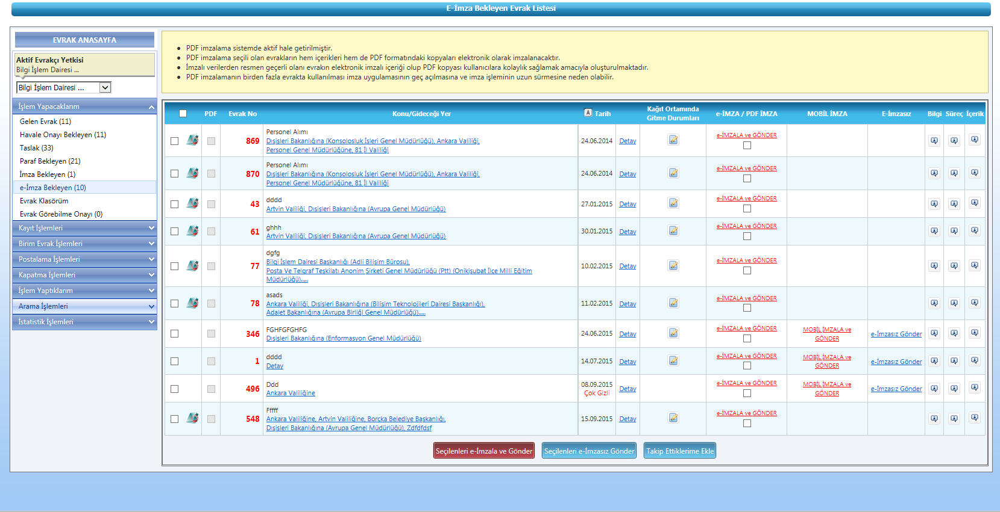 E-İmza Bekleyen Evrak Listesi
EVRAK ANASAYFA
Aktif Evrakçı Yetkisi
Bilgi İşlem Dairesi ...
Bilgi İşlem Dairesi ...
İşlem Yapacaklarım
Gelen Evrak (11)
Havale Onayı Bekleyen (11)
Taslak (33)
Paraf Bekleyen (21)
İmza Bekleyen (1)
e-İmza Bekleyen (10)
Evrak Klasörüm
Evrak Görebilme Onayı (0)
Kayıt İşlemleri
Birim Evrak İşlemleri
Postalama İşlemleri
Kapatma İşlemleri
İşlem Yaptıklarım
Arama İşlemleri
İstatistik İşlemleri
PDF imzalama sistemde aktif hale getirilmiştir.
PDF imzalama seçili olan evrakların hem içerikleri hem de PDF formatındaki kopyaları elektronik olarak imzalanacaktır.
İmzalı verilerden resmen geçerli olanı evrakın elektronik imzalı içeriği olup PDF kopyası kullanıcılara kolaylık sağlamak amacıyla oluşturulmaktadır.
PDF imzalamanın birden fazla evrakta kullanılması imza uygulamasının geç açılmasına ve imza işleminin uzun sürmesine neden olabilir.
PDF Evrak No Konu/Gideceği Yer Tarih Kağıt Ortamında Gitme Durumları e-İMZA / PDF İMZA MOBİL İMZA E-İmzasız Bilgi Süreç İçerik
869 Personel Alımı
Dışişleri Bakanlığına (Konsolosluk İşleri Genel Müdürlüğü), Ankara Valiliği,
Personel Genel Müdürlüğüne, 81 İl Valiliği
24.06.2014 Detay e-İMZALA ve GÖNDER
870 Personel Alımı
Dışişleri Bakanlığına (Konsolosluk İşleri Genel Müdürlüğü), Ankara Valiliği,
Personel Genel Müdürlüğüne, 81 İl Valiliği
24.06.2014 Detay e-İMZALA ve GÖNDER
43 dddd
Artvin Valiliği, Dışişleri Bakanlığına (Avrupa Genel Müdürlüğü)
27.01.2015 Detay e-İMZALA ve GÖNDER
61 ghhh
Artvin Valiliği, Dışişleri Bakanlığına (Avrupa Genel Müdürlüğü)
30.01.2015 Detay e-İMZALA ve GÖNDER
77 dgfg
Bilgi İşlem Dairesi Başkanlığı (Adli Bilişim Bürosu),
Posta Ve Telgraf Teşkilatı Anonim Şirketi Genel Müdürlüğü (Ptt) (Onikişubat İlçe Milli Eğitim
Müdürlüğü).....
10.02.2015 Detay e-İMZALA ve GÖNDER
78 asads
Ankara Valiliği, Dışişleri Bakanlığına (Bilişim Teknolojileri Dairesi Başkanlığı),
Adalet Bakanlığına (Avrupa Birliği Genel Müdürlüğü).....
11.02.2015 Detay e-İMZALA ve GÖNDER
346 FGHFGFGHFG
Dışişleri Bakanlığına (Enformasyon Genel Müdürlüğü)
24.06.2015 Detay e-İMZALA ve GÖNDER MOBİL İMZALA ve GÖNDER e-İmzasız Gönder
1 dddd
Detay
14.07.2015 Detay e-İMZALA ve GÖNDER MOBİL İMZALA ve GÖNDER e-İmzasız Gönder
496 Ddd
Ankara Valiliğine
08.09.2015 Çok Gizli Detay e-İMZALA ve GÖNDER MOBİL İMZALA ve GÖNDER e-İmzasız Gönder
548 Fffff
Ankara Valiliğine, Artvin Valiliğine, Borçka Belediye Başkanlığı,
Dışişleri Bakanlığına (Avrupa Genel Müdürlüğü), Zdfdfdsf
15.09.2015 Detay e-İMZALA ve GÖNDER
Seçilenleri e-İmzala ve Gönder Seçilenleri e-İmzasız Gönder Takip Ettiklerime Ekle